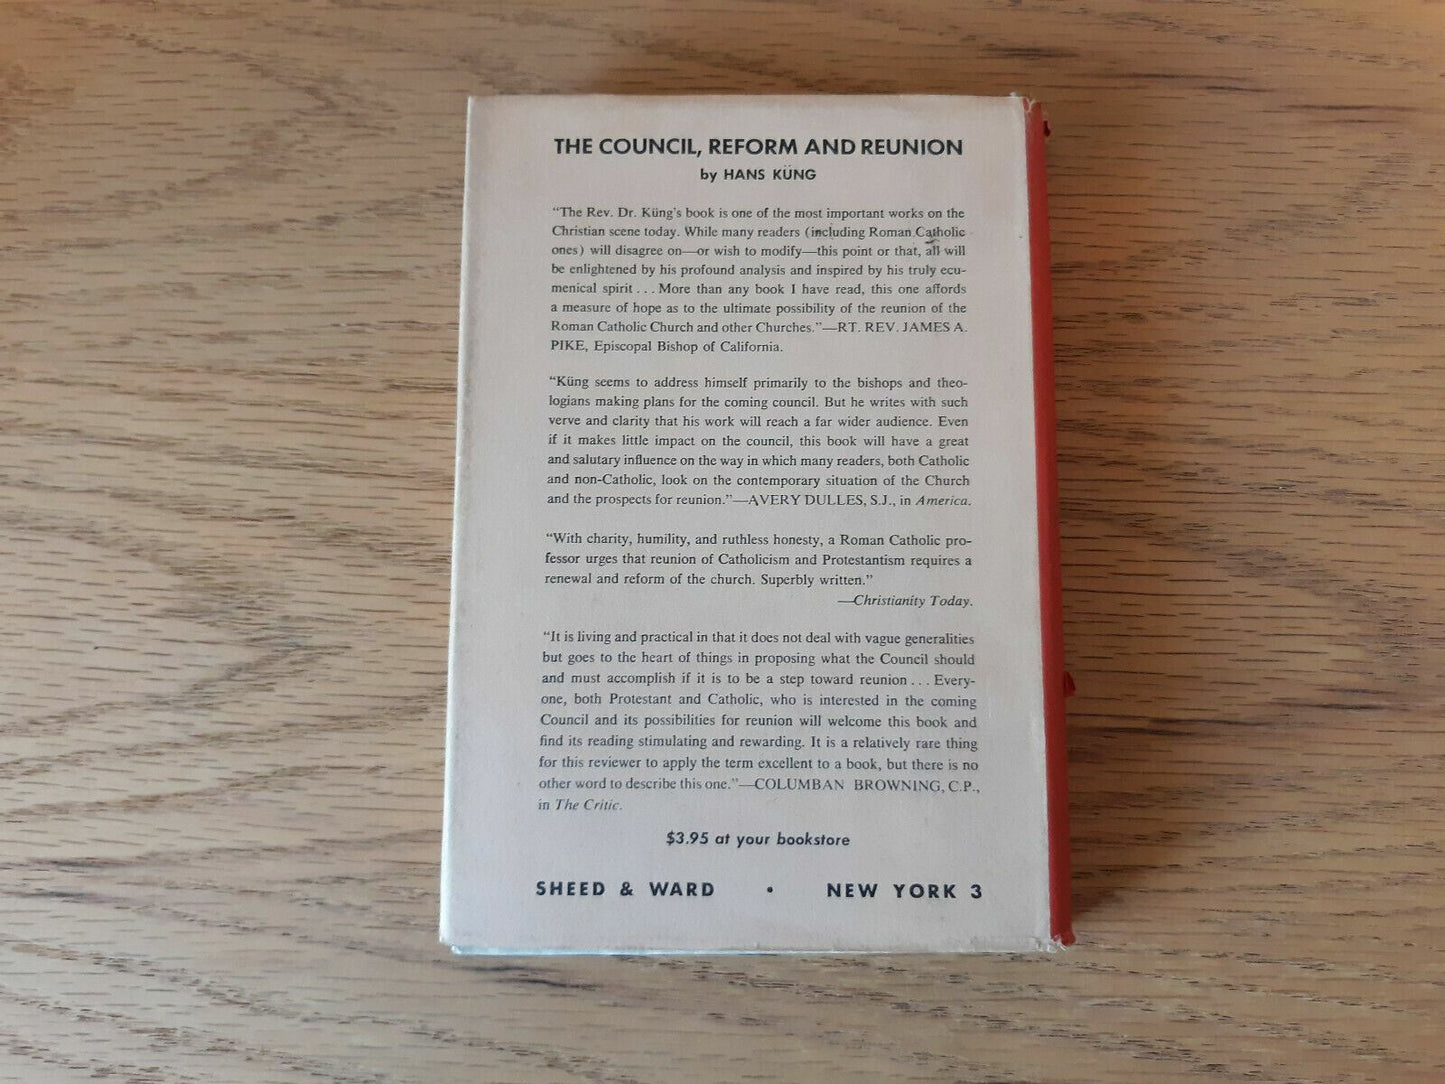 THE COUNCIL, REFORM AND REUNION
by HANS KÜNG
“The Rev. Dr. Küng's book is one of the most important works on the
Christian scene today. While many readers (including Roman Catholic
ones) will disagree on—or wish to modify—this point or that, all will
be enlightened by his profound analysis and inspired by his truly ecu-
menical spirit . . . More than any book I have read, this one affords
a measure of hope as to the ultimate possibility of the reunion of the
Roman Catholic Church and other Churches.”—RT. REV. JAMES A.
PIKE, Episcopal Bishop of California.
“Küng seems to address himself primarily to the bishops and theo-
logians making plans for the coming council. But he writes with such
verve and clarity that his work will reach a far wider audience. Even
if it makes little impact on the council, this book will have a great
and salutary influence on the way in which many readers, both Catholic
and non-Catholic, look on the contemporary situation of the Church
and the prospects for reunion.”—AVERY DULLES, S.J., in America.
“With charity, humility, and ruthless honesty, a Roman Catholic pro-
fessor urges that reunion of Catholicism and Protestantism requires a
renewal and reform of the church. Superbly written.”
—Christianity Today.
“It is living and practical in that it does not deal with vague generalities
but goes to the heart of things in proposing what the Council should
and must accomplish if it is to be a step toward reunion . . . Every-
one, both Protestant and Catholic, who is interested in the coming
Council and its possibilities for reunion will welcome this book and
find its reading stimulating and rewarding. It is a relatively rare thing
for this reviewer to apply the term excellent to a book, but there is no
other word to describe this one.”—COLUMBAN BROWNING, C.P.,
in The Critic.
$3.95 at your bookstore
SHEED & WARD • NEW YORK 3